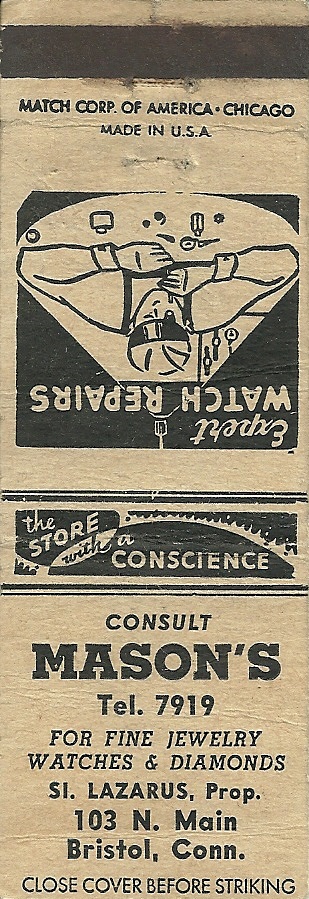 MATCH CORP. OF AMERICA • CHICAGO
MADE IN U.S.A.
Expert
WATCH REPAIRS
the
STORE
with a
CONSCIENCE
CONSULT
MASON'S
Tel. 7919
FOR FINE JEWELRY
WATCHES & DIAMONDS
SI. LAZARUS, Prop.
103 N. Main
Bristol, Conn.
CLOSE COVER BEFORE STRIKING